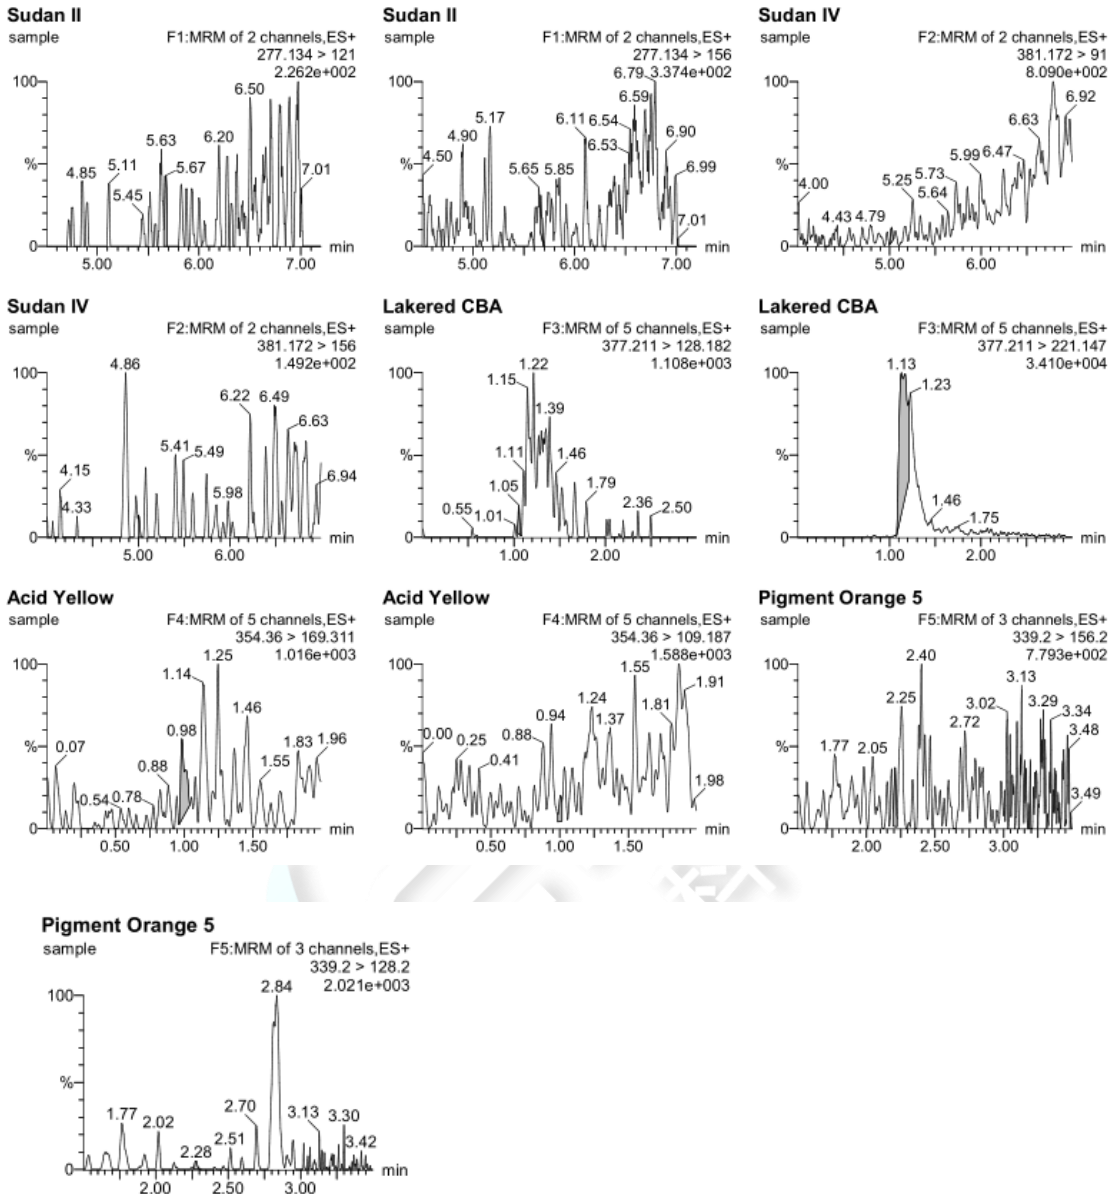 Sudan II
sample F1:MRM of 2 channels,ES+
277.134 > 121
2.262e+002
100
%
0
4.85
5.11
5.45
5.63
5.67
6.20
6.50
7.01
min
5.00 6.00 7.00
Sudan II
sample F1:MRM of 2 channels,ES+
277.134 > 156
3.374e+002
100
%
0
4.50
4.90
5.17
5.65
5.85
6.11
6.53
6.54
6.59
6.79
6.90
6.99
7.01
min
5.00 6.00 7.00
Sudan IV
sample F2:MRM of 2 channels,ES+
381.172 > 91
8.090e+002
100
%
0
4.00
4.43
4.79
5.25
5.64
5.73
5.99
6.47
6.63
6.92
min
5.00 6.00
Sudan IV
sample F2:MRM of 2 channels,ES+
381.172 > 156
1.492e+002
100
%
0
4.15
4.33
4.86
5.41
5.49
5.98
6.22
6.49
6.63
6.94
min
5.00 6.00
Lakered CBA
sample F3:MRM of 5 channels,ES+
377.211 > 128.182
1.108e+003
100
%
0
0.55
1.01
1.05
1.11
1.15
1.22
1.39
1.46
1.79
2.36
2.50
min
1.00 2.00
Lakered CBA
sample F3:MRM of 5 channels,ES+
377.211 > 221.147
3.410e+004
100
%
0
1.13
1.23
1.46
1.75
min
1.00 2.00
Acid Yellow
sample F4:MRM of 5 channels,ES+
354.36 > 169.311
1.016e+003
100
%
0
0.07
0.54
0.78
0.88
0.98
1.14
1.25
1.46
1.55
1.83
1.96
min
0.50 1.00 1.50
Acid Yellow
sample F4:MRM of 5 channels,ES+
354.36 > 109.187
1.588e+003
100
%
0
0.00
0.25
0.41
0.88
0.94
1.24
1.37
1.55
1.81
1.91
1.98
min
0.50 1.00 1.50
Pigment Orange 5
sample F5:MRM of 3 channels,ES+
339.2 > 156.2
7.793e+002
100
%
0
1.77
2.05
2.25
2.40
2.72
3.02
3.13
3.29
3.34
3.48
3.49
min
2.00 2.50 3.00
Pigment Orange 5
sample F5:MRM of 3 channels,ES+
339.2 > 128.2
2.021e+003
100
%
0
1.77
2.02
2.28
2.51
2.70
2.84
3.13
3.30
3.42
min
2.00 2.50 3.00